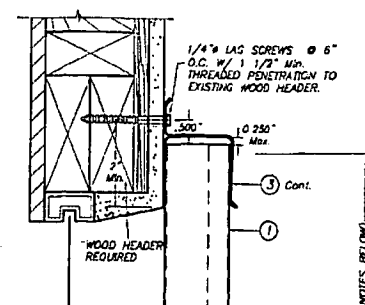 1/4"ø LAG SCREWS @ 6"
O.C. W/ 1 1/2" Min.
THREADED PENETRATION TO
EXISTING WOOD HEADER.
.500"
0.250"
Max.
2"
Min.
3 Cont.
1
WOOD HEADER
REQUIRED
NOTES BELOW)